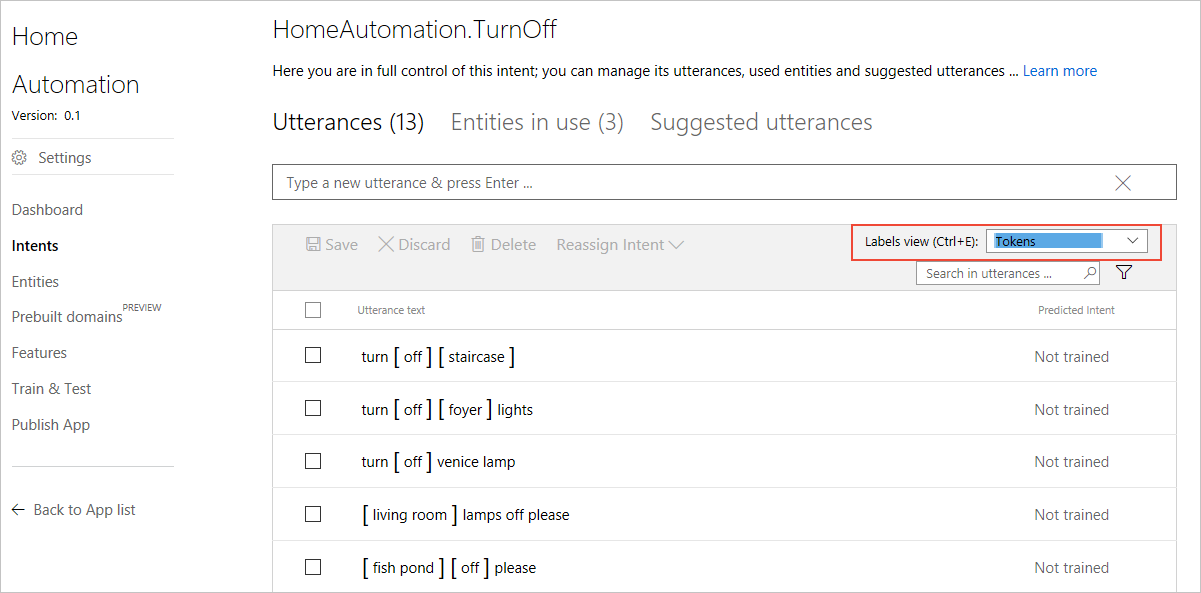 Home
Automation
Version: 0.1
Settings
Dashboard
Intents
Entities
Prebuilt domains PREVIEW
Features
Train & Test
Publish App
Back to App list
HomeAutomation.TurnOff
Here you are in full control of this intent; you can manage its utterances, used entities and suggested utterances ... Learn more
Utterances (13) Entities in use (3) Suggested utterances
Type a new utterance & press Enter ...
Save Discard Delete Reassign Intent Labels view (Ctrl+E): Tokens
Search in utterances ...
Utterance text Predicted Intent
turn [ off ] [ staircase ] Not trained
turn [ off ] [ foyer ] lights Not trained
turn [ off ] venice lamp Not trained
[ living room ] lamps off please Not trained
[ fish pond ] [ off ] please Not trained